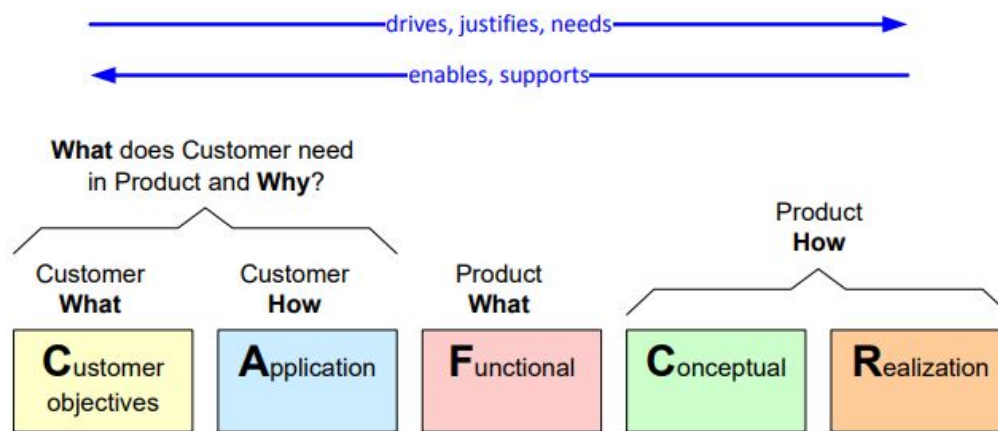 drives, justifies, needs
enables, supports
What does Customer need
in Product and Why?
Product
How
Customer
What
Customer
How
Product
What
Customer
objectives
Application
Functional
Conceptual
Realization